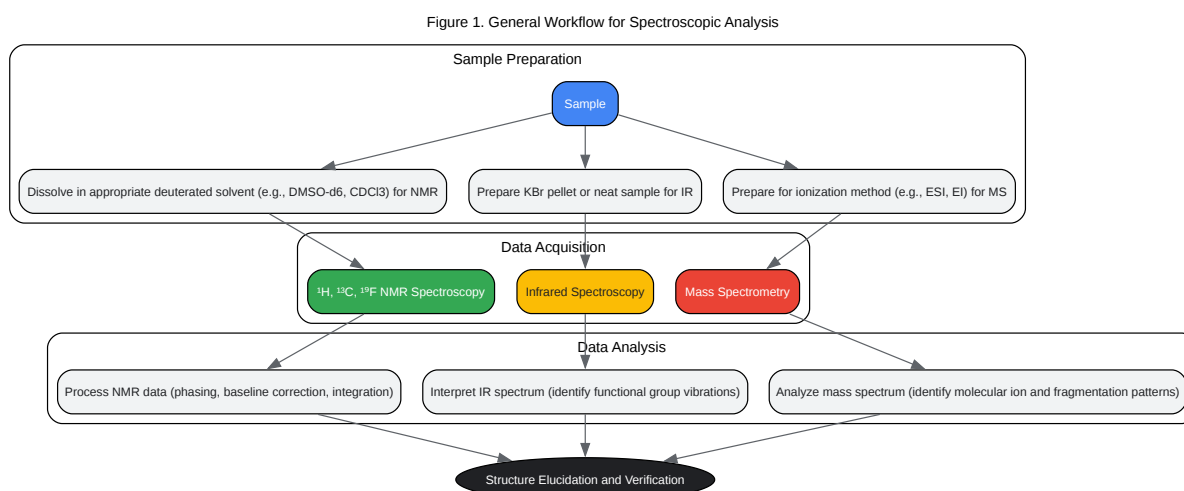 Figure 1. General Workflow for Spectroscopic Analysis
Sample Preparation
Sample
Dissolve in appropriate deuterated solvent (e.g., DMSO-d6, CDCl3) for NMR
Prepare KBr pellet or neat sample for IR
Prepare for ionization method (e.g., ESI, EI) for MS
Data Acquisition
¹H, ¹³C, ¹⁹F NMR Spectroscopy
Infrared Spectroscopy
Mass Spectrometry
Data Analysis
Process NMR data (phasing, baseline correction, integration)
Interpret IR spectrum (identify functional group vibrations)
Analyze mass spectrum (identify molecular ion and fragmentation patterns)
Structure Elucidation and Verification